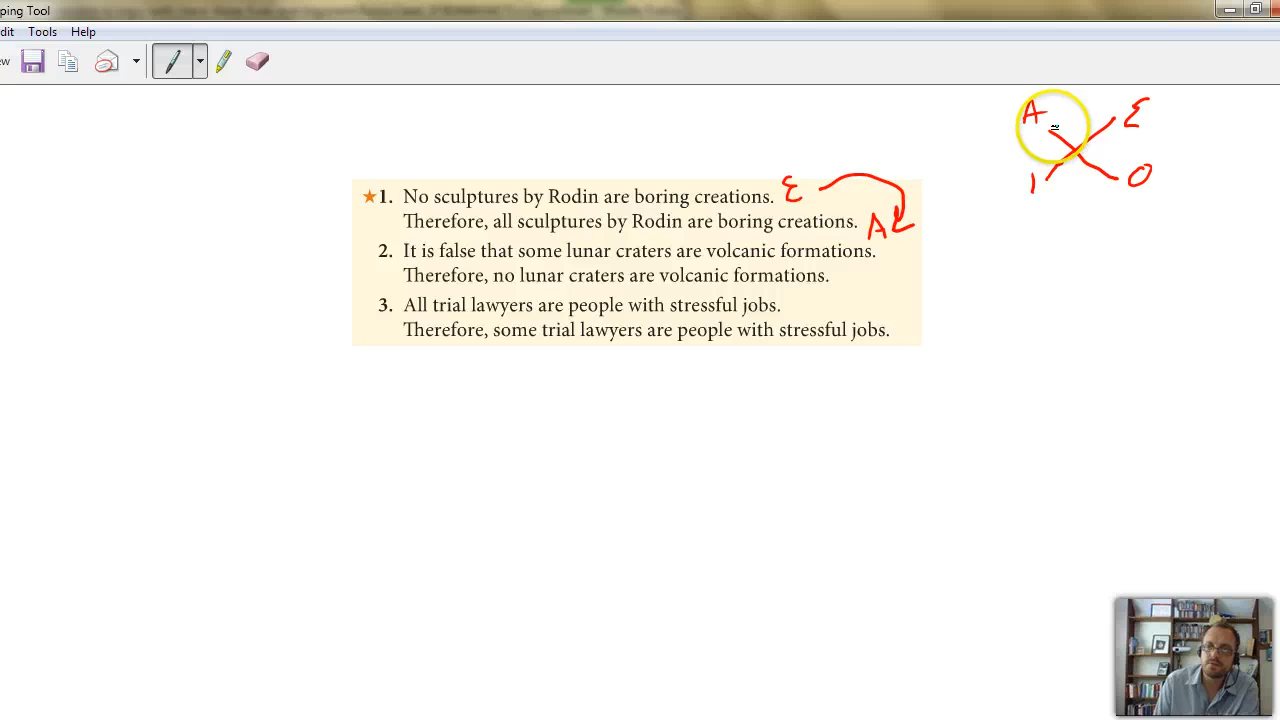 ping Tool
dit Tools Help
w
A E
I O
★1. No sculptures by Rodin are boring creations. E
Therefore, all sculptures by Rodin are boring creations. A
2. It is false that some lunar craters are volcanic formations.
Therefore, no lunar craters are volcanic formations.
3. All trial lawyers are people with stressful jobs.
Therefore, some trial lawyers are people with stressful jobs.